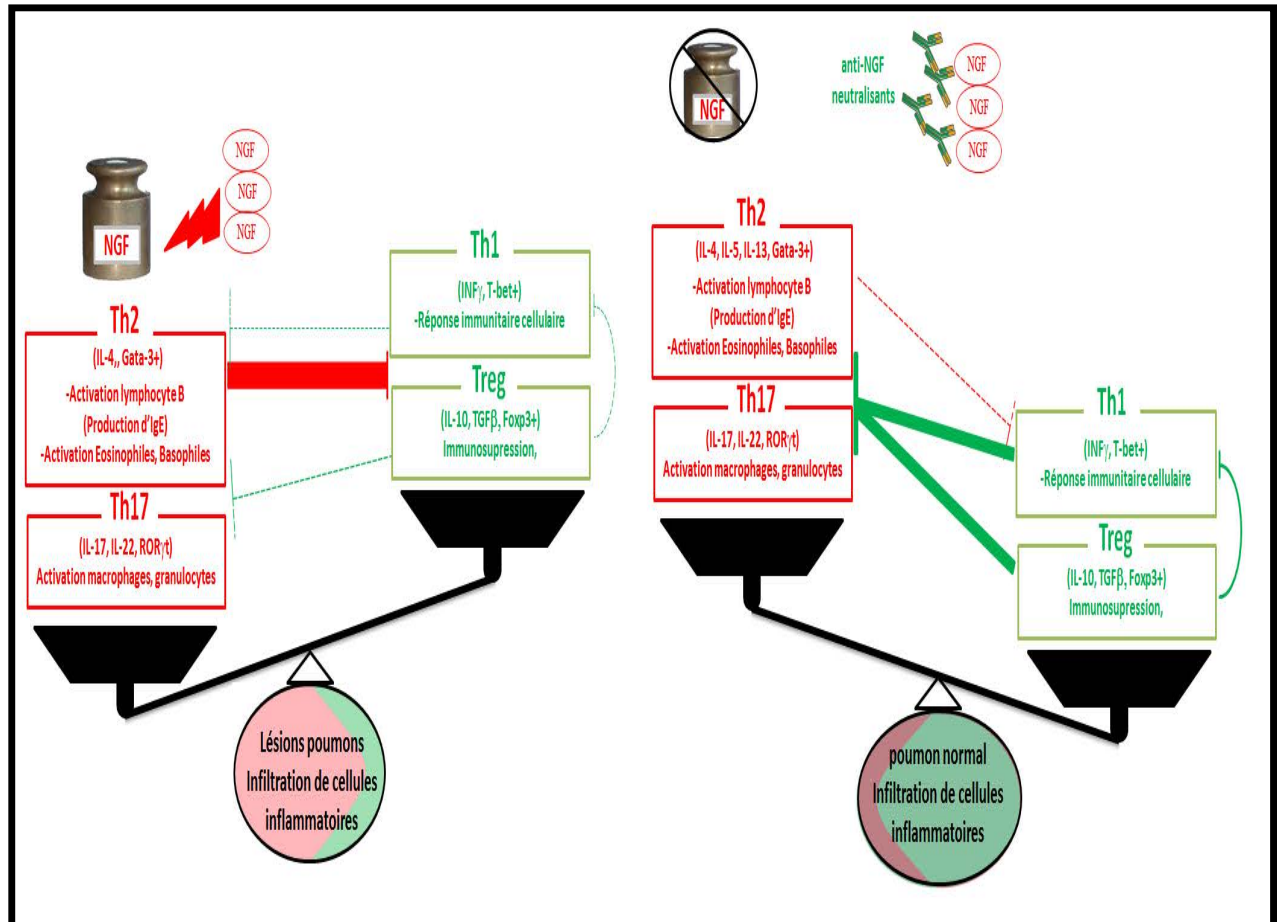 NGF
NGF
NGF
NGF
Th2
(IL-4,, Gata-3+)
-Activation lymphocyte B
(Production d'IgE)
-Activation Eosinophiles, Basophiles
Th17
(IL-17, IL-22, RORγt)
Activation macrophages, granulocytes
Th1
(INFγ, T-bet+)
-Réponse immunitaire cellulaire
Treg
(IL-10, TGFβ, Foxp3+)
Immunosupression,
Lésions poumons
Infiltration de cellules
inflammatoires
NGF
anti-NGF
neutralisants
NGF
NGF
NGF
Th2
(IL-4, IL-5, IL-13, Gata-3+)
-Activation lymphocyte B
(Production d'IgE)
-Activation Eosinophiles, Basophiles
Th17
(IL-17, IL-22, RORγt)
Activation macrophages, granulocytes
Th1
(INFγ, T-bet+)
-Réponse immunitaire cellulaire
Treg
(IL-10, TGFβ, Foxp3+)
Immunosupression,
poumon normal
Infiltration de cellules
inflammatoires